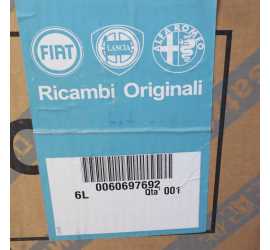 FIAT
LANCIA
ALFA ROMEO
Ricambi Originali
0060697692
6L Qta' 001